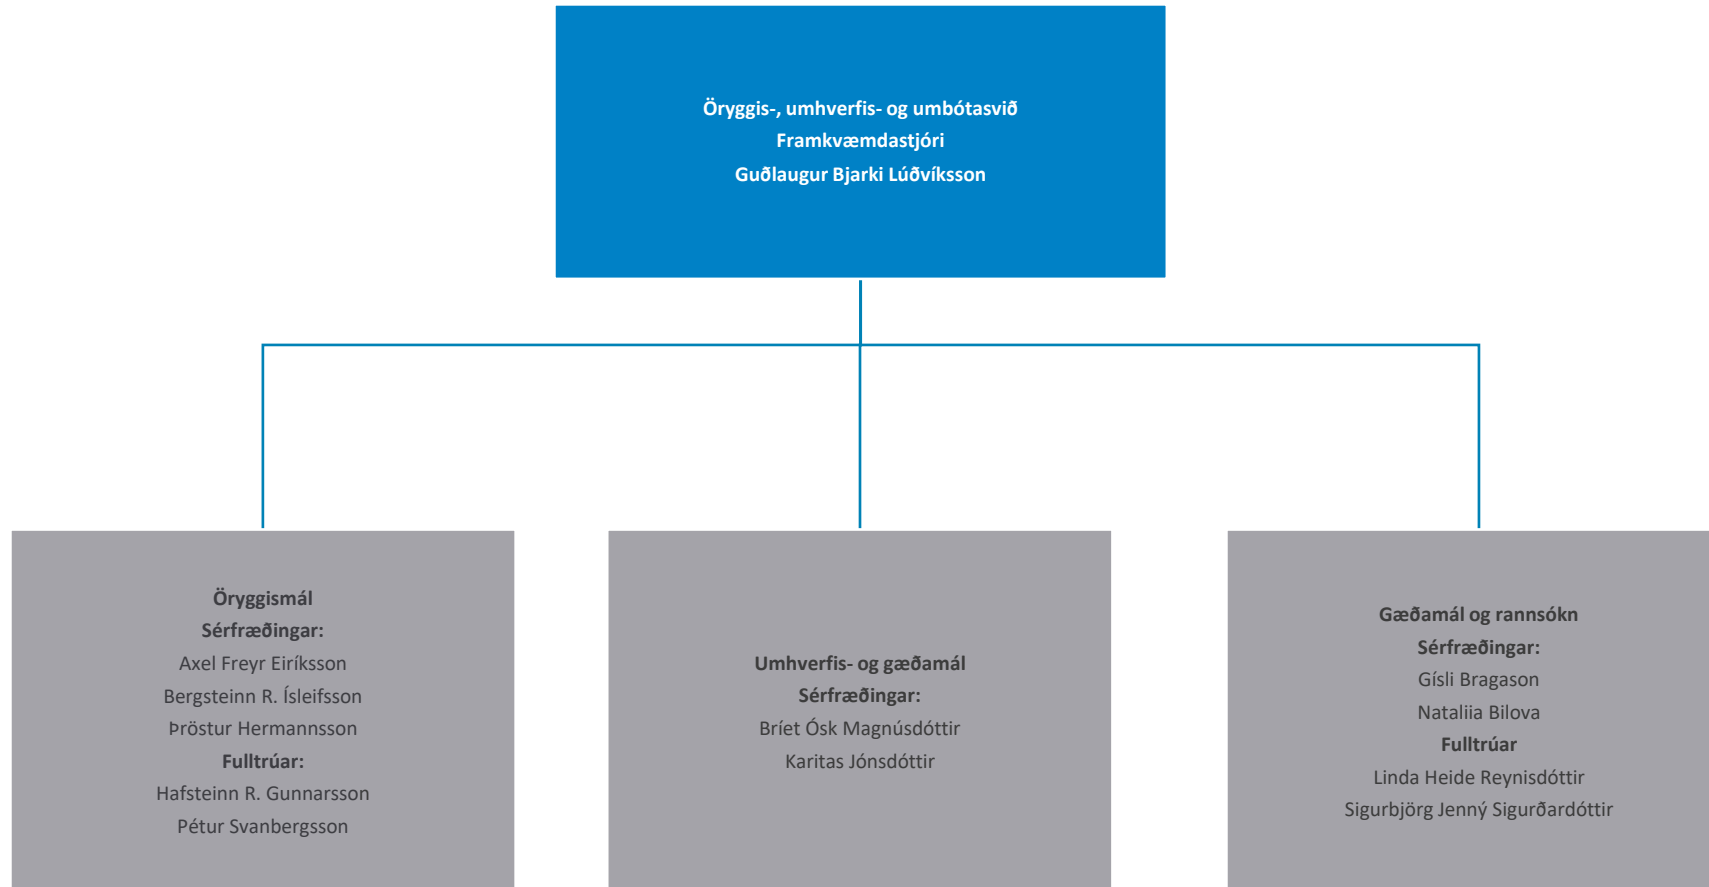 Öryggis-, umhverfis- og umbótasvið
Framkvæmdastjóri
Guðlaugur Bjarki Lúðvíksson
Öryggismál
Sérfræðingar:
Axel Freyr Eiríksson
Bergsteinn R. Ísleifsson
Þröstur Hermannsson
Fulltrúar:
Hafsteinn R. Gunnarsson
Pétur Svanbergsson
Umhverfis- og gæðamál
Sérfræðingar:
Bríet Ósk Magnúsdóttir
Karitas Jónsdóttir
Gæðamál og rannsókn
Sérfræðingar:
Gísli Bragason
Nataliia Bilova
Fulltrúar
Linda Heide Reynisdóttir
Sigurbjörg Jenný Sigurðardóttir